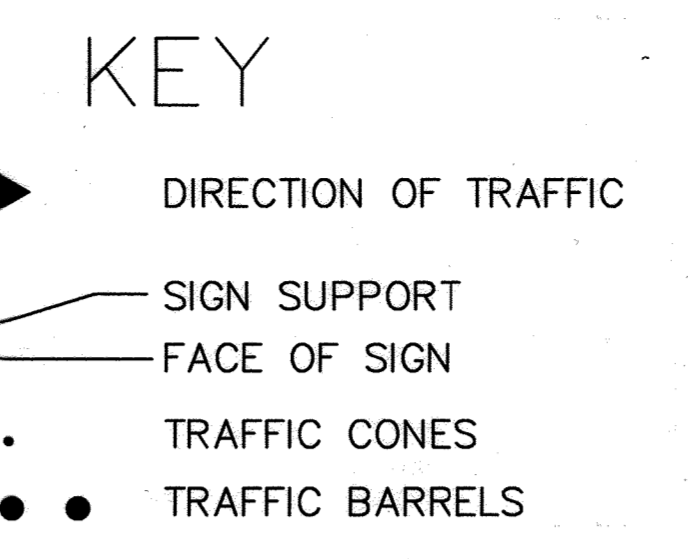 KEY
DIRECTION OF TRAFFIC
SIGN SUPPORT
FACE OF SIGN
TRAFFIC CONES
TRAFFIC BARRELS